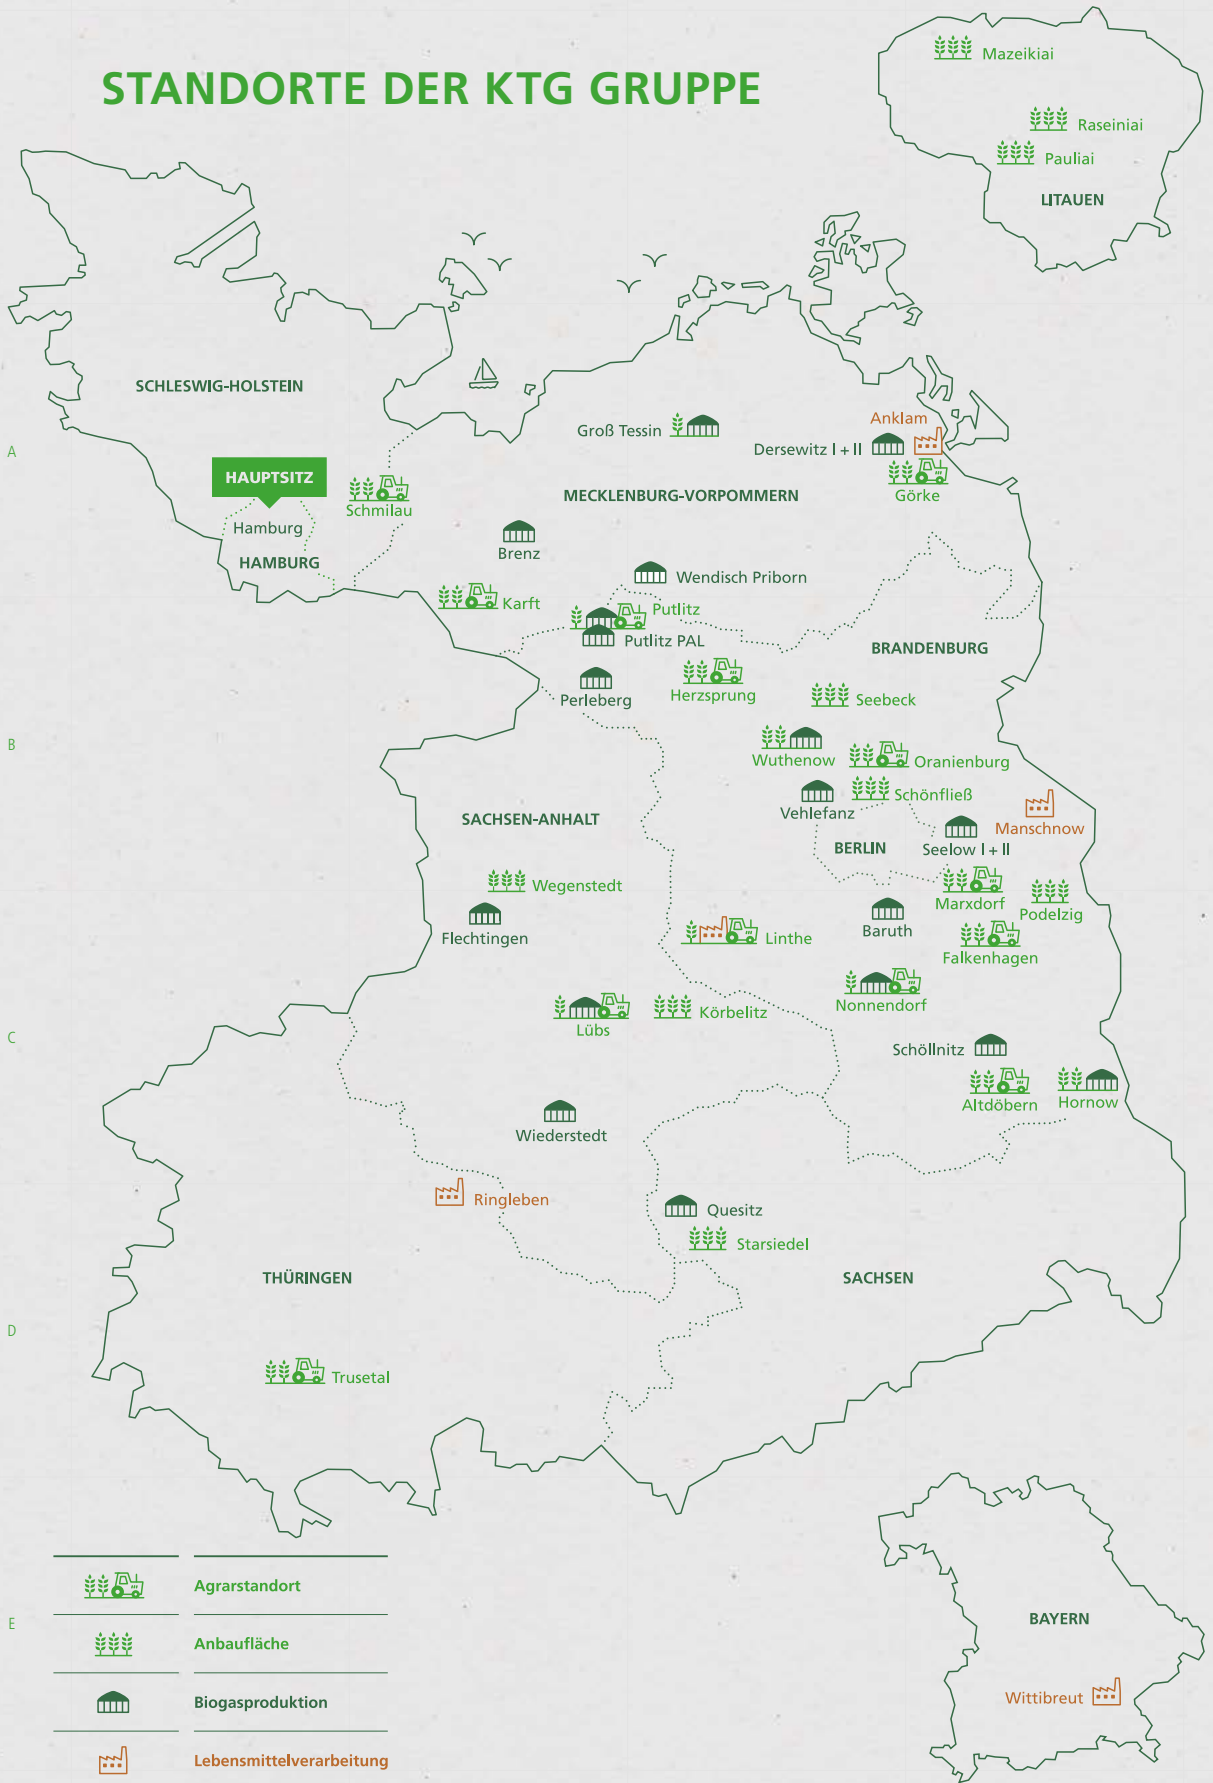 STANDORTE DER KTG GRUPPE
Mazeikiai
Raseiniai
Pauliai
LITAUEN
SCHLESWIG-HOLSTEIN
Anklam
Groß Tessin
Dersewitz I + II
A
HAUPTSITZ
MECKLENBURG-VORPOMMERN
Görke
Schmilau
Hamburg
Brenz
HAMBURG
Wendisch Priborn
Karft
Putlitz
Putlitz PAL
BRANDENBURG
Perleberg
Herzsprung
Seebeck
B
Wuthenow
Oranienburg
Schönfließ
Vehlefanz
SACHSEN-ANHALT
Manschnow
BERLIN
Seelow I + II
Wegenstedt
Marxdorf
Podelzig
Flechtingen
Linthe
Baruth
Falkenhagen
Nonnendorf
Körbelitz
Lübs
C
Schöllnitz
Altdöbern
Hornow
Wiederstedt
Ringleben
Quesitz
Starsiedel
THÜRINGEN
SACHSEN
D
Trusetal
Agrarstandort
E
BAYERN
Anbaufläche
Wittibreut
Biogasproduktion
Lebensmittelverarbeitung